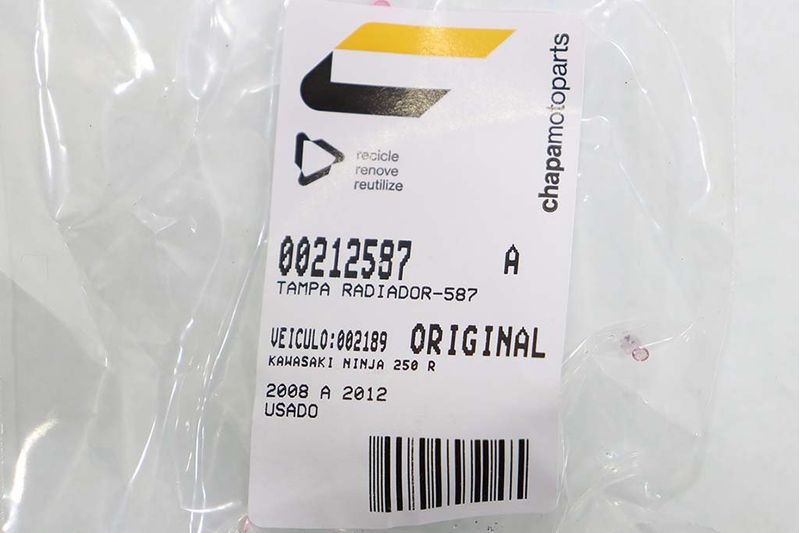 chapamotoparts
recicle
renove
reutilize
00212587 A
TAMPA RADIADOR-587
VEICULO:002189 ORIGINAL
KAWASAKI NINJA 250 R
2008 A 2012
USADO